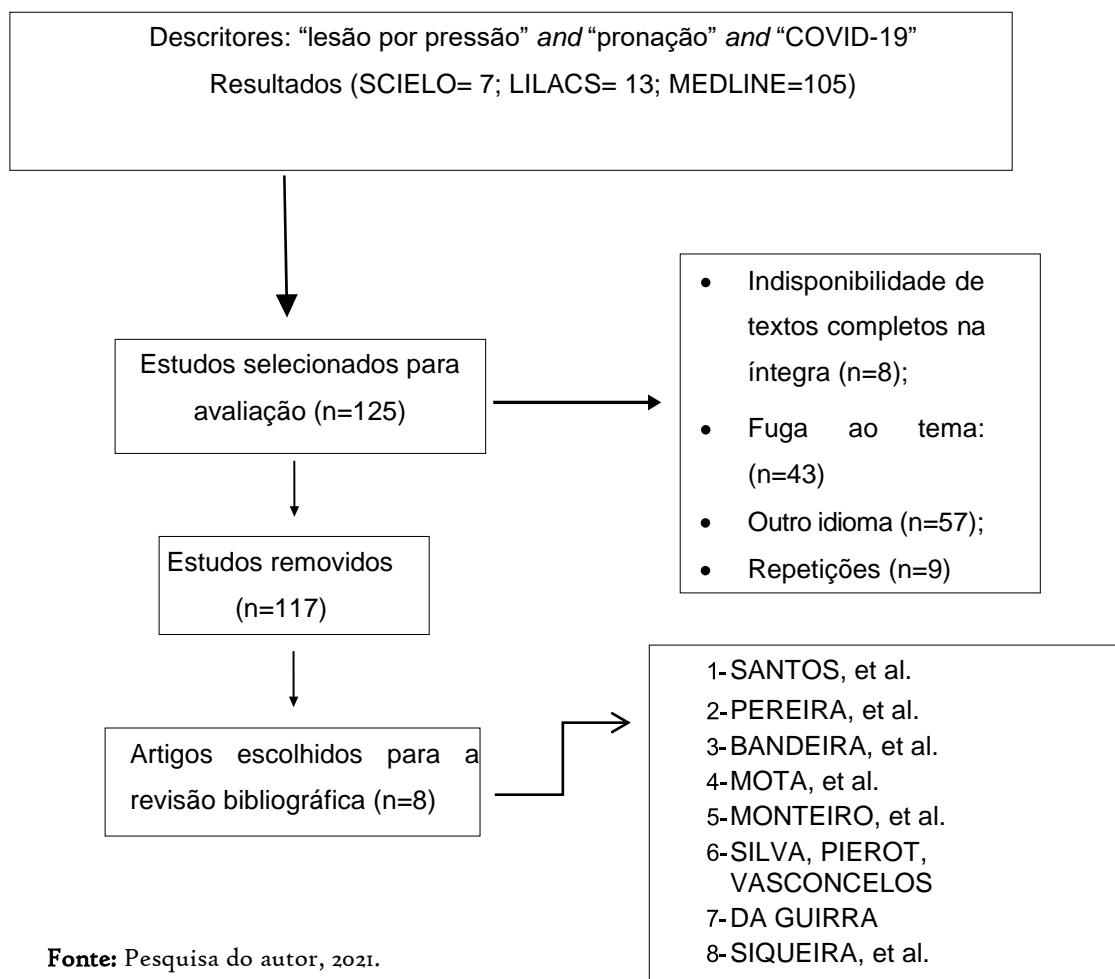 Descritores: “lesão por pressão” and “pronação” and “COVID-19”
Resultados (SCIELO= 7; LILACS= 13; MEDLINE=105)
Estudos selecionados para
avaliação (n=125)
• Indisponibilidade de
textos completos na
íntegra (n=8);
• Fuga ao tema:
(n=43)
• Outro idioma (n=57);
• Repetições (n=9)
Estudos removidos
(n=117)
Artigos escolhidos para a
revisão bibliográfica (n=8)
1-SANTOS, et al.
2-PEREIRA, et al.
3-BANDEIRA, et al.
4-MOTA, et al.
5-MONTEIRO, et al.
6-SILVA, PIEROT,
VASCONCELOS
7-DA GUIRRA
8-SIQUEIRA, et al.
Fonte: Pesquisa do autor, 2021.